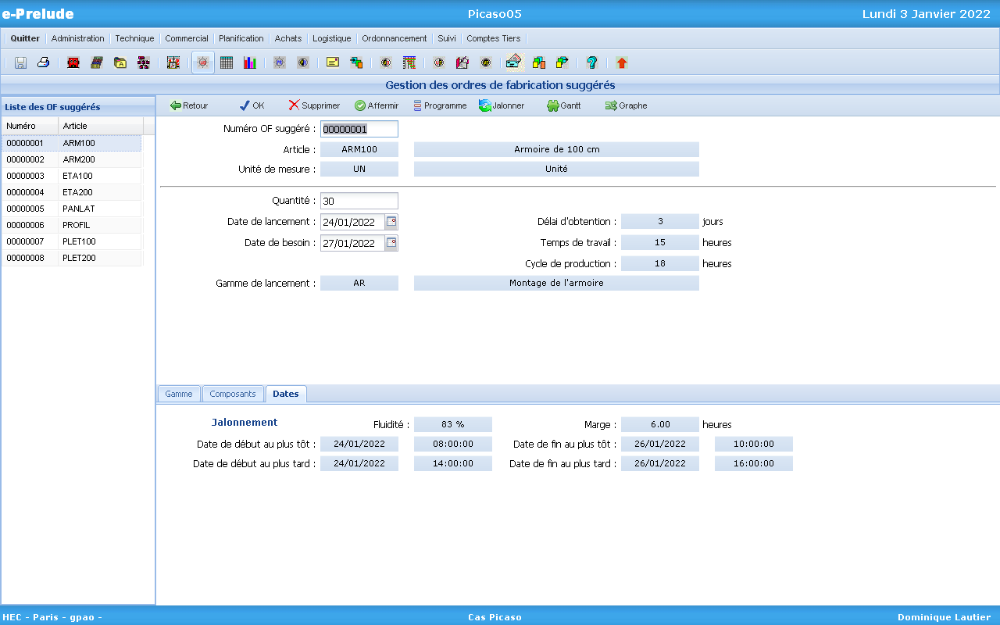 e-Prelude Picaso05 Lundi 3 Janvier 2022
Quitter Administration Technique Commercial Planification Achats Logistique Ordonnancement Suivi Comptes Tiers
Gestion des ordres de fabrication suggérés
Liste des OF suggérés
Retour OK Supprimer Affermir Programme Jalonner Gantt Graphe
Numéro Article
00000001 ARM100
00000002 ARM200
00000003 ETA100
00000004 ETA200
00000005 PANLAT
00000006 PROFIL
00000007 PLET100
00000008 PLET200
Numéro OF suggéré : 00000001
Article : ARM100 Armoire de 100 cm
Unité de mesure : UN Unité
Quantité : 30
Date de lancement : 24/01/2022 Délai d'obtention : 3 jours
Date de besoin : 27/01/2022 Temps de travail : 15 heures
Cycle de production : 18 heures
Gamme de lancement : AR Montage de l'armoire
Gamme Composants Dates
Jalonnement Fluidité : 83 % Marge : 6.00 heures
Date de début au plus tôt : 24/01/2022 08:00:00 Date de fin au plus tôt : 26/01/2022 10:00:00
Date de début au plus tard : 24/01/2022 14:00:00 Date de fin au plus tard : 26/01/2022 16:00:00
HEC - Paris - gpao - Cas Picaso Dominique Lautier